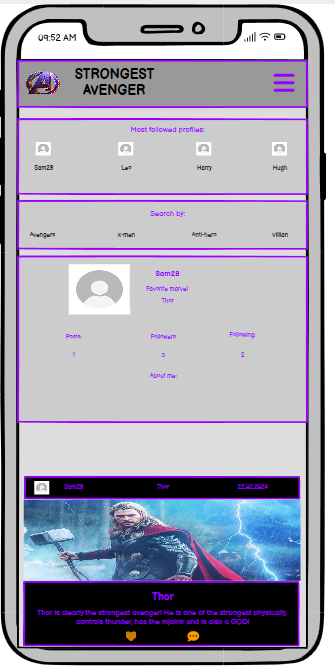 09:52 AM
STRONGEST
AVENGER
Most followed profiles:
Sam28 Leo Harry Hugh
Search by:
Avengers x-men Anti-hero villian
Sam28
Favorite marvel
Thor
Posts: Followers Following:
1 3 2
About me:
Sam28 Thor 22.02.2024
Thor
Thor is clearly the strongest avenger! He is one of the strongest physically,
controls thunder, has the mjolnir and is also a GOD!